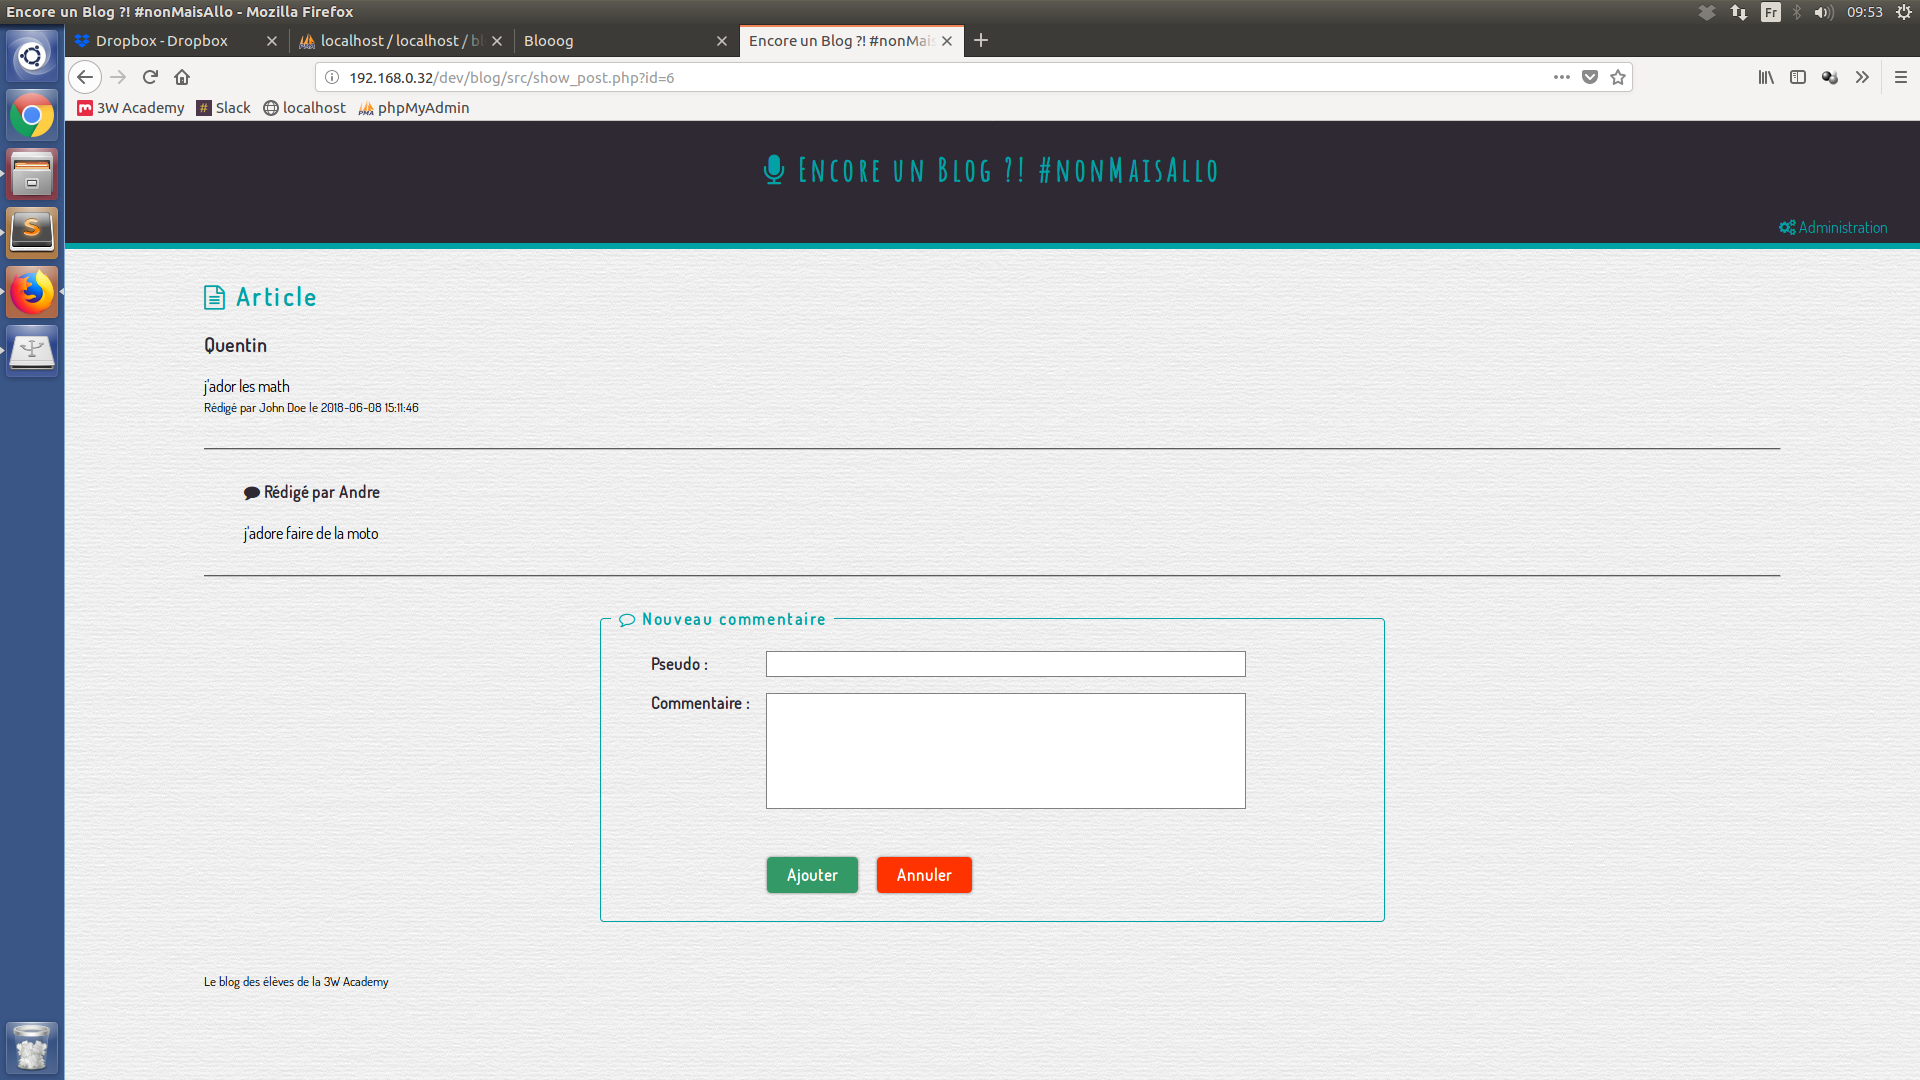 Encore un Blog ?! #nonMaisAllo - Mozilla Firefox
Fr
09:53
Dropbox - Dropbox
localhost / localhost / bl
Blooog
Encore un Blog ?! #nonMais
192.168.0.32/dev/blog/src/show_post.php?id=6
3W Academy
# Slack
localhost
PMA phpMyAdmin
Encore un Blog ?! #nonMaisAllo
Administration
Article
Quentin
j'ador les math
Rédigé par John Doe le 2018-06-08 15:11:46
Rédigé par Andre
j'adore faire de la moto
Nouveau commentaire
Pseudo :
Commentaire :
Ajouter
Annuler
Le blog des élèves de la 3W Academy